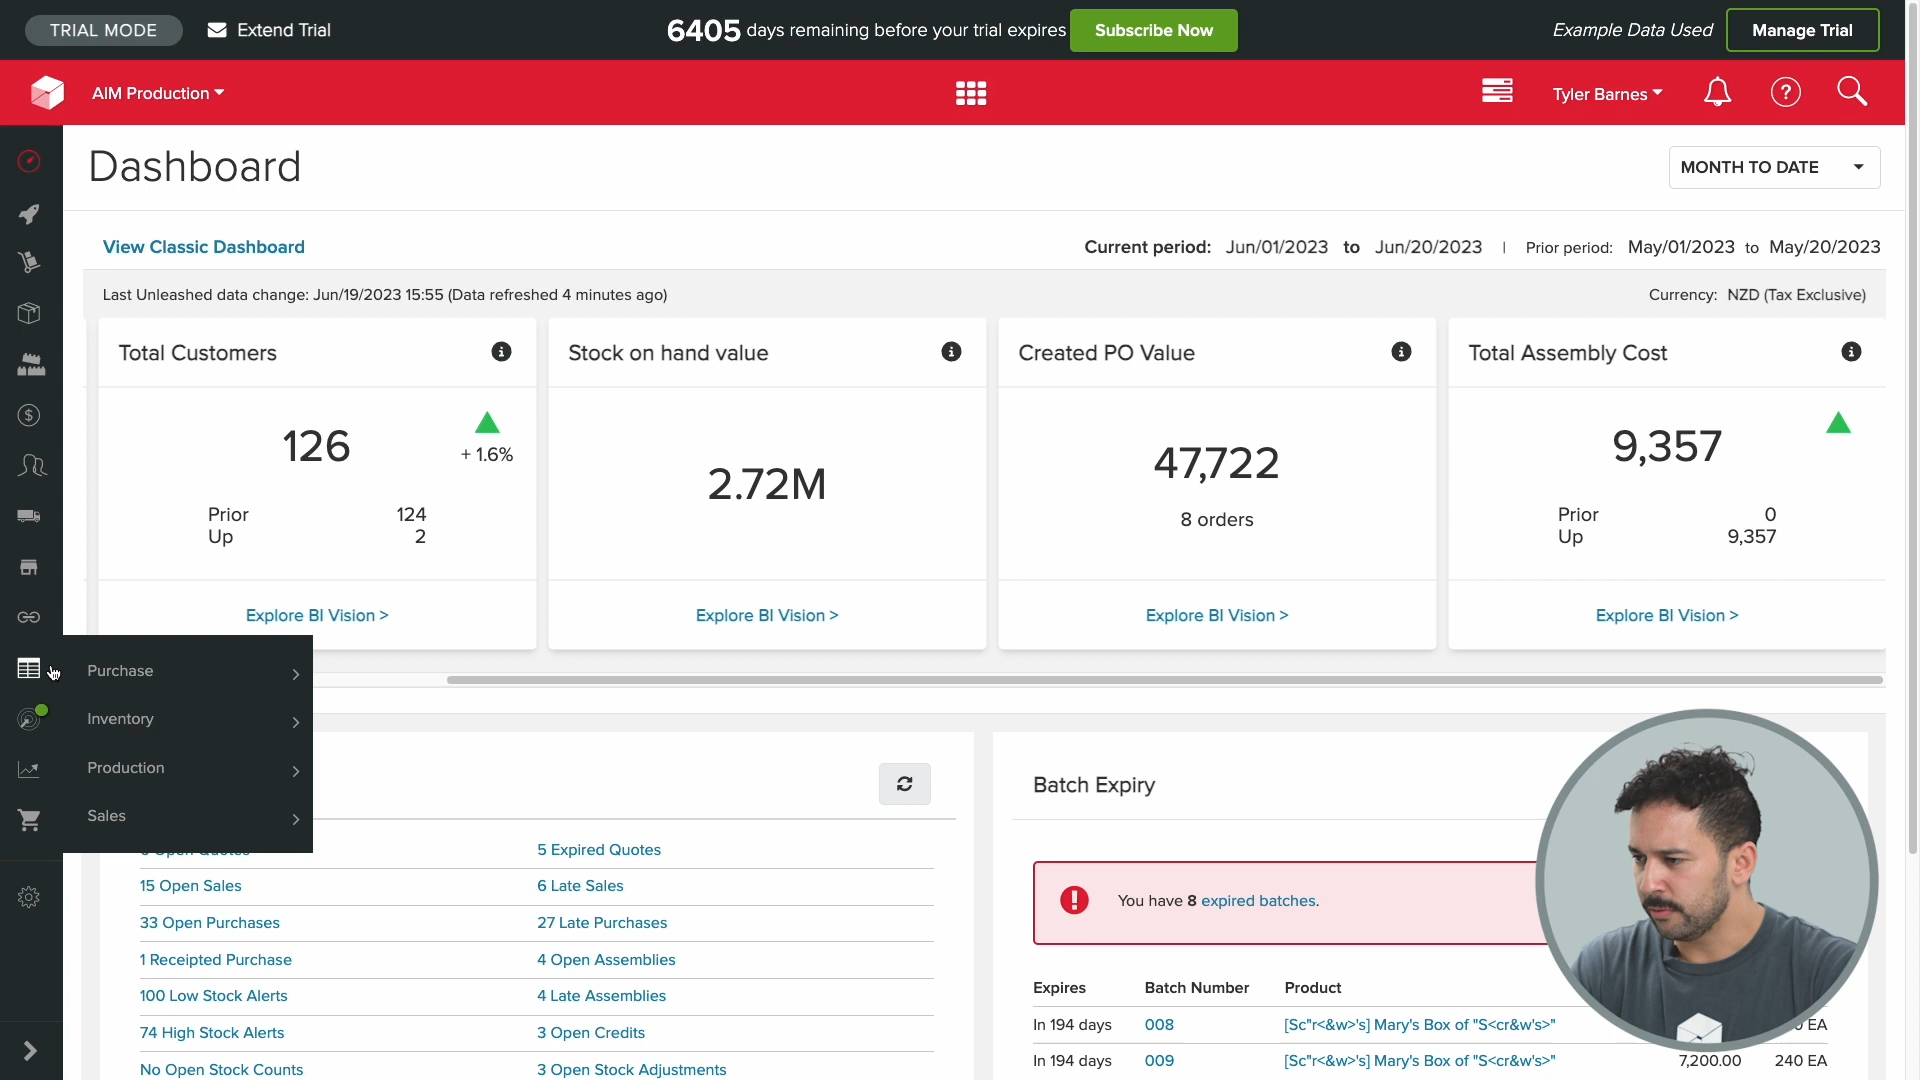 TRIAL MODE
Extend Trial
6405 days remaining before your trial expires
Subscribe Now
Example Data Used
Manage Trial
AIM Production
Tyler Barnes
Dashboard
MONTH TO DATE
View Classic Dashboard
Current period: Jun/01/2023 to Jun/20/2023 | Prior period: May/01/2023 to May/20/2023
Last Unleashed data change: Jun/19/2023 15:55 (Data refreshed 4 minutes ago)
Currency: NZD (Tax Exclusive)
Total Customers
126
+ 1.6%
Prior 124
Up 2
Explore BI Vision >
Stock on hand value
2.72M
Explore BI Vision >
Created PO Value
47,722
8 orders
Explore BI Vision >
Total Assembly Cost
9,357
Prior 0
Up 9,357
Explore BI Vision >
Purchase
Inventory
Production
Sales
5 Expired Quotes
15 Open Sales
6 Late Sales
33 Open Purchases
27 Late Purchases
1 Receipted Purchase
4 Open Assemblies
100 Low Stock Alerts
4 Late Assemblies
74 High Stock Alerts
3 Open Credits
No Open Stock Counts
3 Open Stock Adjustments
Batch Expiry
You have 8 expired batches.
Expires Batch Number Product
In 194 days 008 [Sc"r<&w>'s] Mary's Box of "S<cr&w's>" EA
In 194 days 009 [Sc"r<&w>'s] Mary's Box of "S<cr&w's>" 7,200.00 240 EA